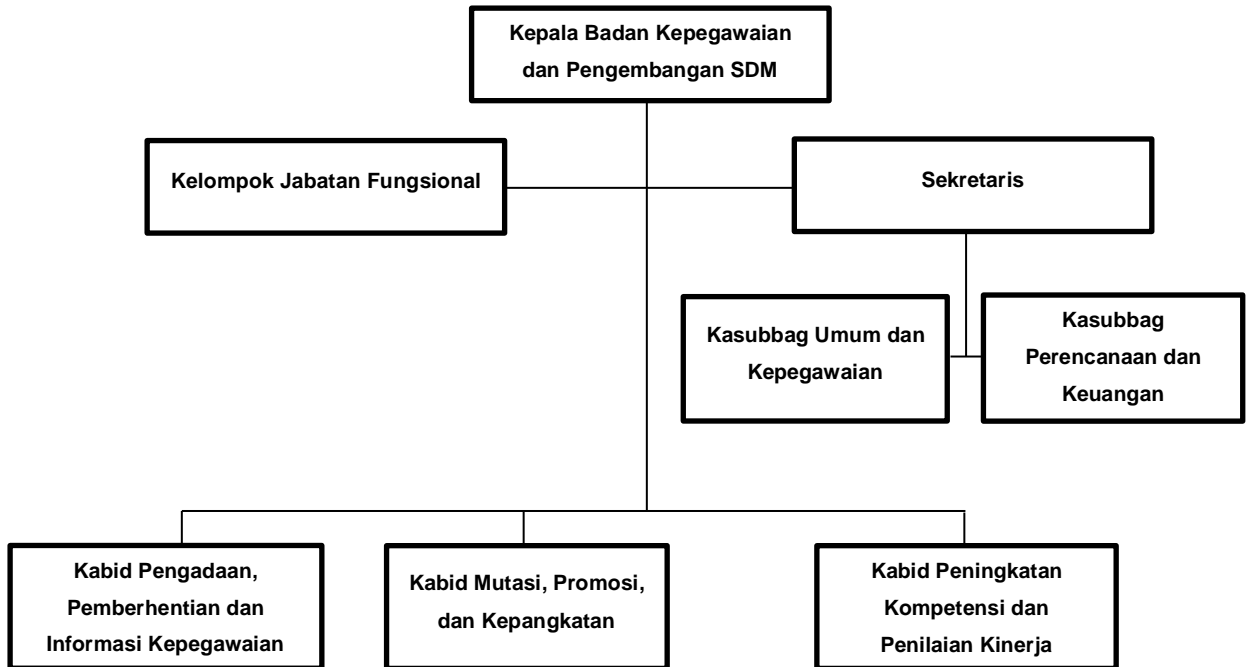 Kepala Badan Kepegawaian
dan Pengembangan SDM
Kelompok Jabatan Fungsional
Sekretaris
Kasubbag Umum dan
Kepegawaian
Kasubbag
Perencanaan dan
Keuangan
Kabid Pengadaan,
Pemberhentian dan
Informasi Kepegawaian
Kabid Mutasi, Promosi,
dan Kepangkatan
Kabid Peningkatan
Kompetensi dan
Penilaian Kinerja